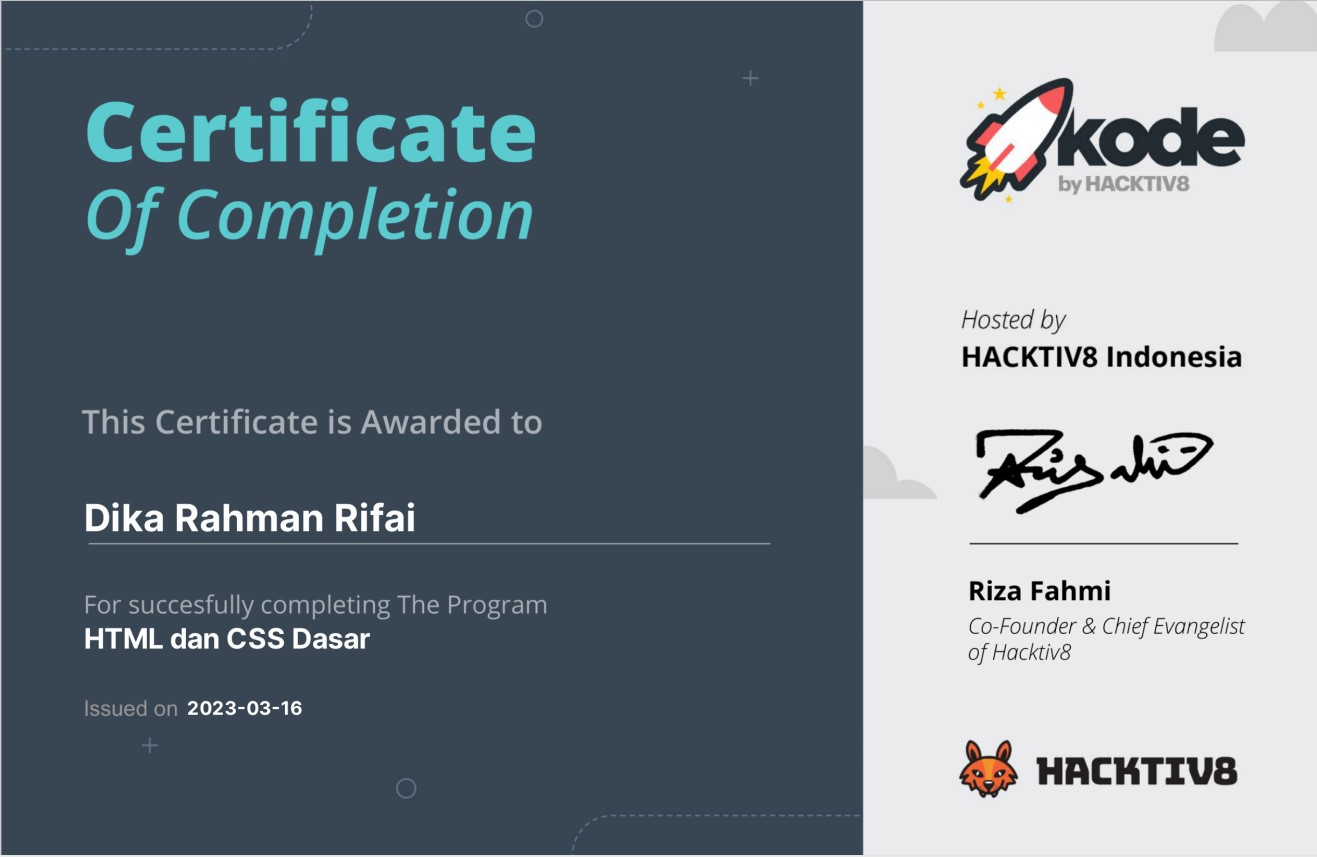 Certificate
Of Completion
This Certificate is Awarded to
Dika Rahman Rifai
For succesfully completing The Program
HTML dan CSS Dasar
Issued on 2023-03-16
kode
by HACKTIV8
Hosted by
HACKTIV8 Indonesia
Riza Fahmi
Co-Founder & Chief Evangelist
of Hacktiv8
HACKTIV8